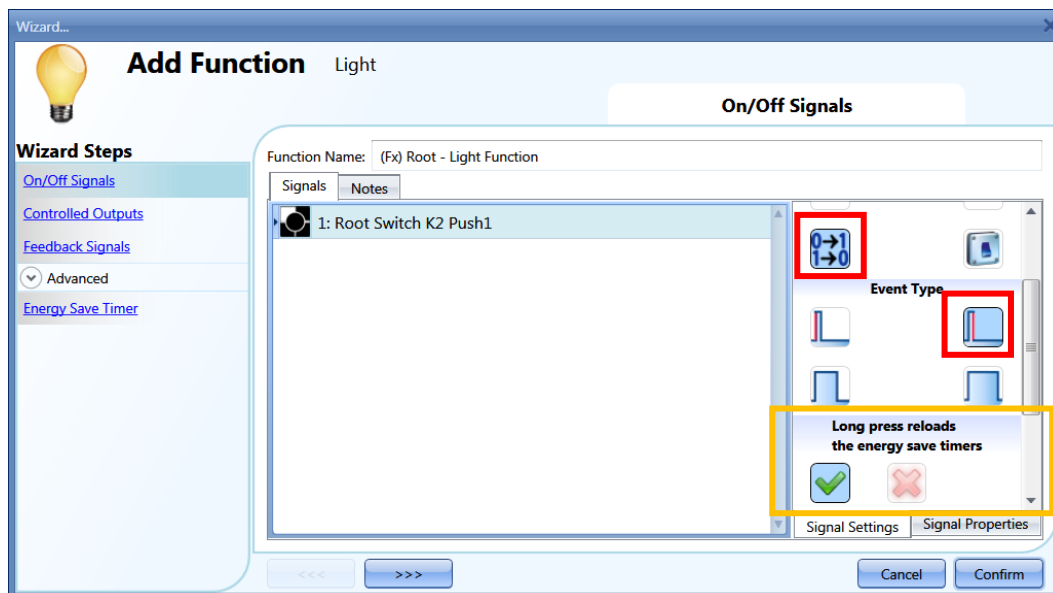 Wizard...
Add Function Light
On/Off Signals
Wizard Steps
On/Off Signals
Controlled Outputs
Feedback Signals
Advanced
Energy Save Timer
Function Name: (Fx) Root - Light Function
Signals Notes
1: Root Switch K2 Push1
0→1
1→0
Event Type
Long press reloads
the energy save timers
Signal Settings Signal Properties
<<< >>> Cancel Confirm